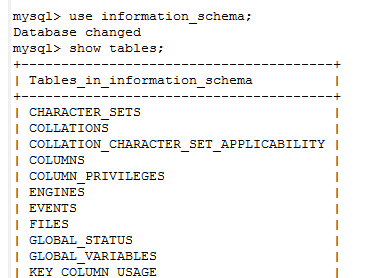 mysql> use information_schema;
Database changed
mysql> show tables;
+---------------------------------------+
| Tables_in_information_schema          |
+---------------------------------------+
| CHARACTER_SETS                        |
| COLLATIONS                            |
| COLLATION_CHARACTER_SET_APPLICABILITY |
| COLUMNS                               |
| COLUMN_PRIVILEGES                     |
| ENGINES                               |
| EVENTS                                |
| FILES                                 |
| GLOBAL_STATUS                         |
| GLOBAL_VARIABLES                      |
| KEY_COLUMN_USAGE                      |